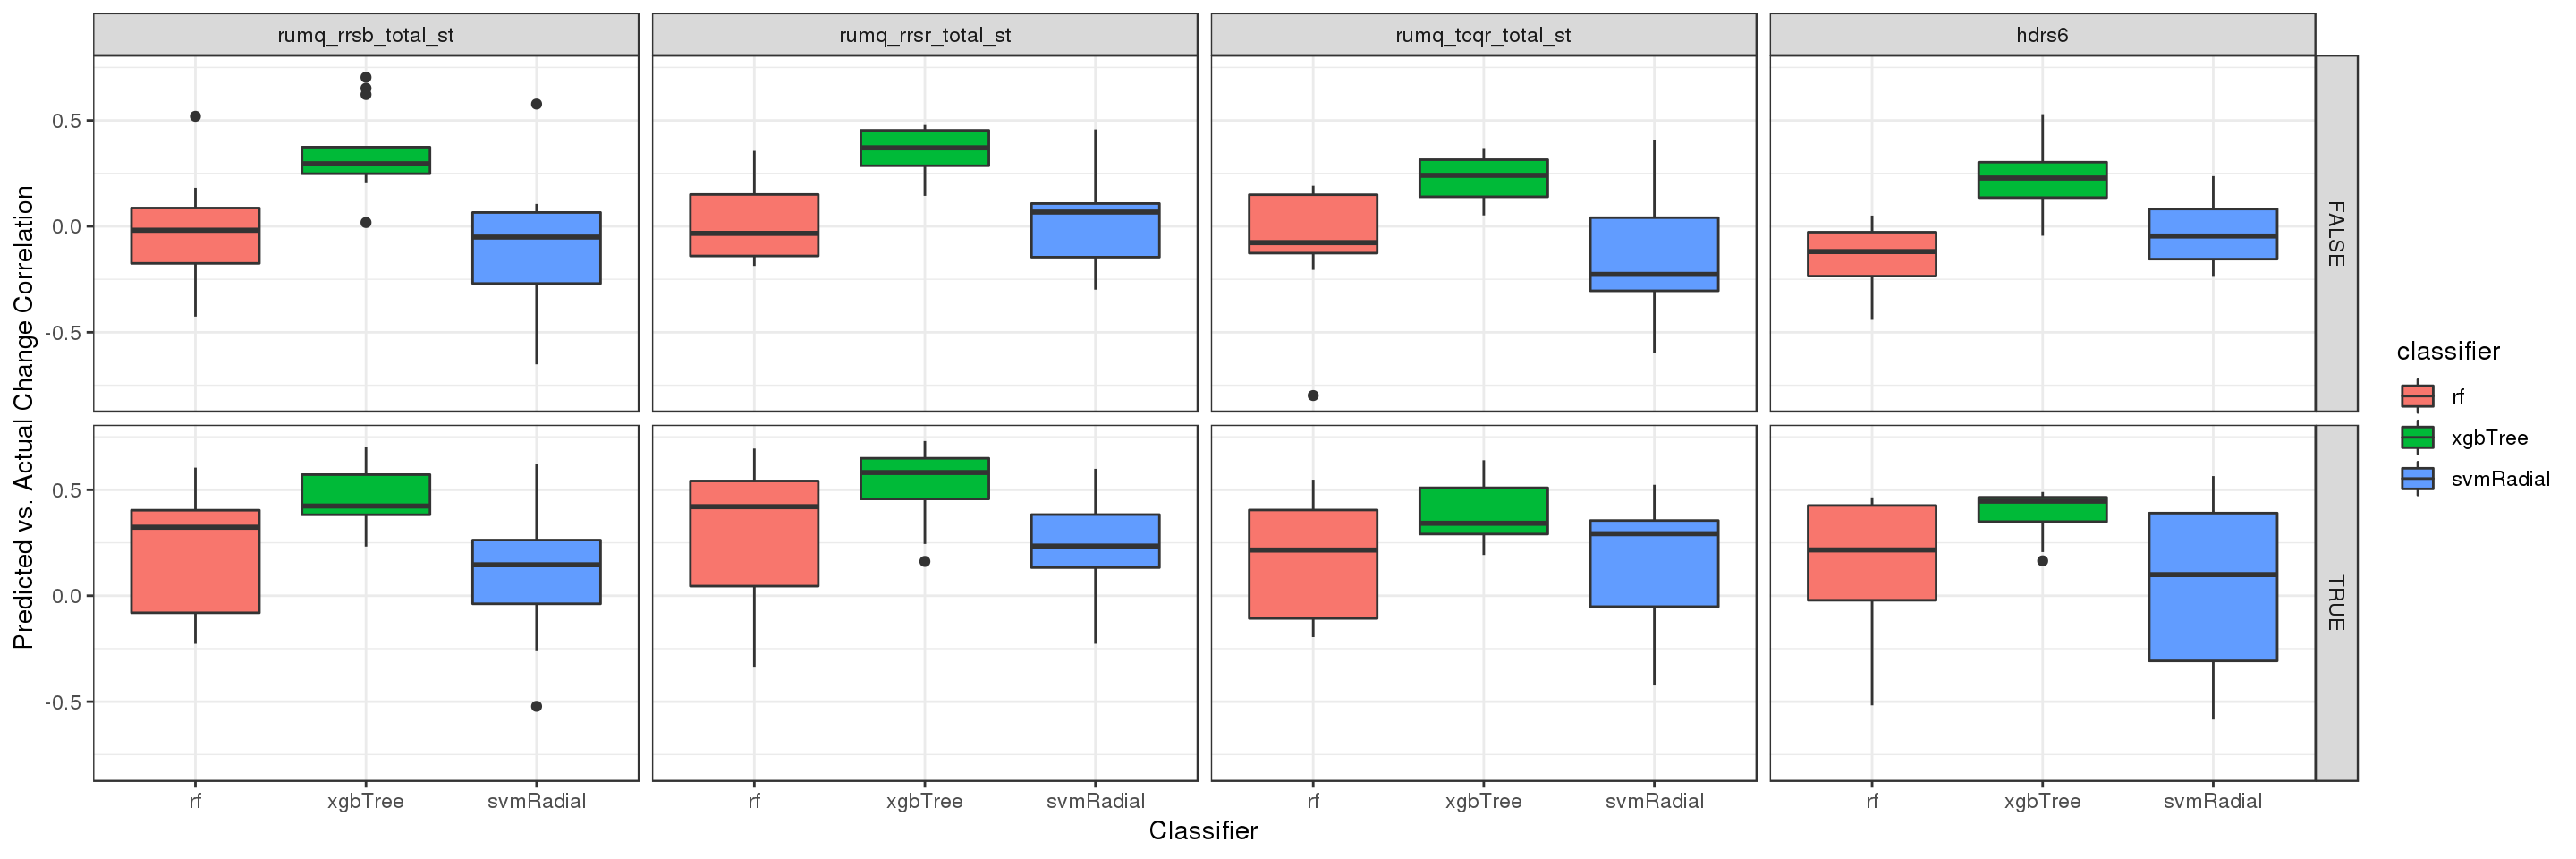 rumq_rrsb_total_st
rumq_rrsr_total_st
rumq_tcqr_total_st
hdrs6
Predicted vs. Actual Change Correlation
0.5
0.0
-0.5
FALSE
0.5
0.0
-0.5
TRUE
rf
xgbTree
svmRadial
rf
xgbTree
svmRadial
rf
xgbTree
svmRadial
rf
xgbTree
svmRadial
Classifier
classifier
rf
xgbTree
svmRadial